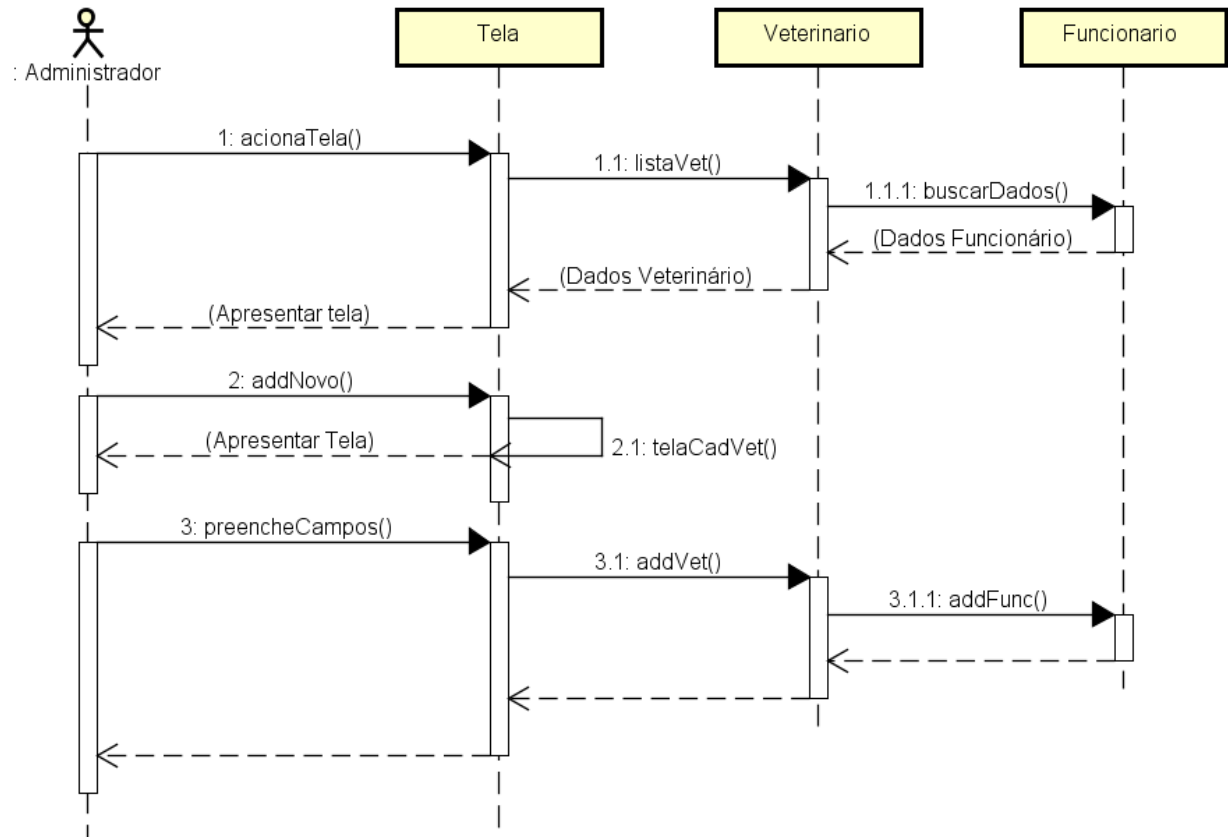 : Administrador
Tela
Veterinario
Funcionario
1: acionaTela()
1.1: listaVet()
1.1.1: buscarDados()
(Dados Funcionário)
(Dados Veterinário)
(Apresentar tela)
2: addNovo()
(Apresentar Tela)
2.1: telaCadVet()
3: preencheCampos()
3.1: addVet()
3.1.1: addFunc()